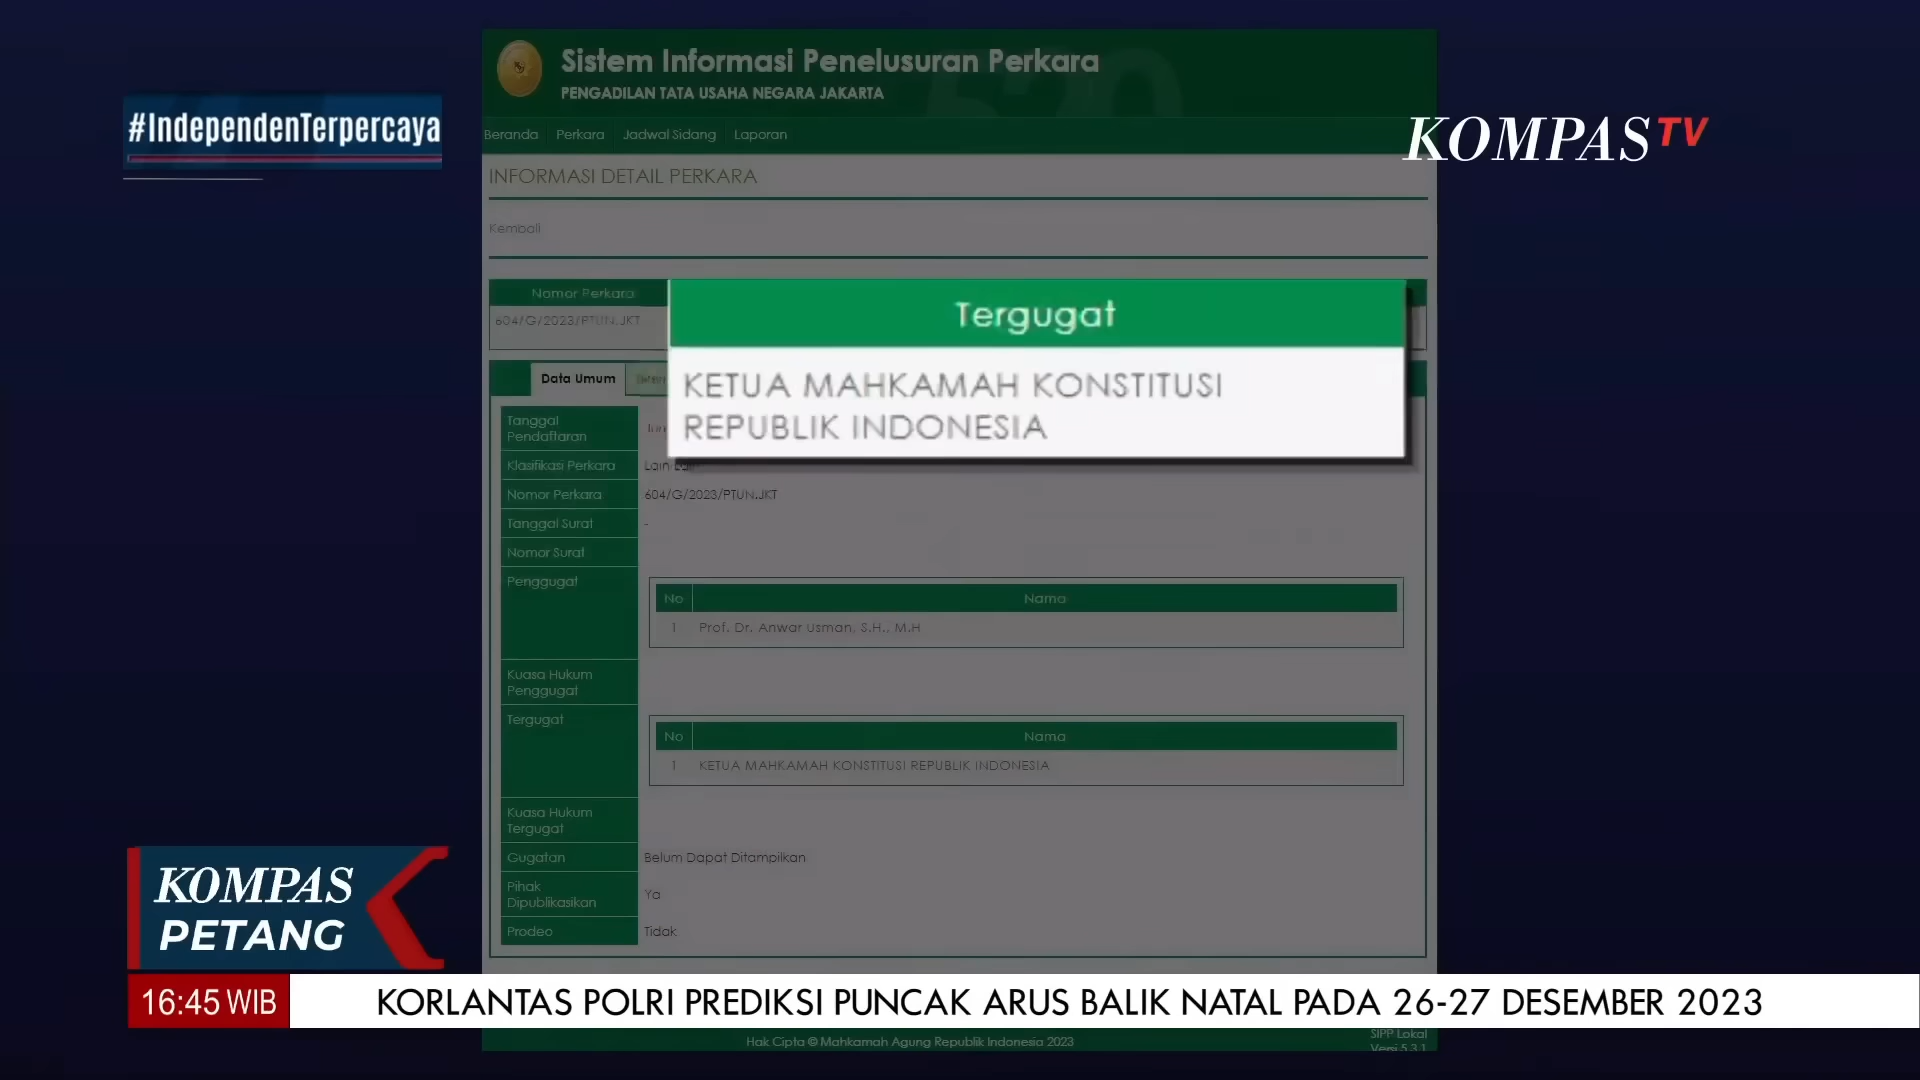 Sistem Informasi Penelusuran Perkara
PENGADILAN TATA USAHA NEGARA JAKARTA
#IndependenTerpercaya
KOMPAS TV
Beranda Perkara Jadwal Sidang Laporan
INFORMASI DETAIL PERKARA
Kembali
Nomor Perkara
604/G/2023/PTUN.JKT
Tergugat
KETUA MAHKAMAH KONSTITUSI
REPUBLIK INDONESIA
Data Umum
Tanggal
Pendaftaran
Klasifikasi Perkara Lain
Nomor Perkara 604/G/2023/PTUN.JKT
Tanggal Surat -
Nomor Surat
Penggugat
No Nama
1 Prof. Dr. Anwar Usman, S.H., M.H
Kuasa Hukum
Penggugat
Tergugat
No Nama
1 KETUA MAHKAMAH KONSTITUSI REPUBLIK INDONESIA
Kuasa Hukum
Tergugat
Gugatan Belum Dapat Ditampilkan
Pihak
Dipublikasikan Ya
Prodeo Tidak
KOMPAS
PETANG
16:45 WIB KORLANTAS POLRI PREDIKSI PUNCAK ARUS BALIK NATAL PADA 26-27 DESEMBER 2023
Hak Cipta © Mahkamah Agung Republik Indonesia 2023
SIPP Lokal
Versi 5.3.1